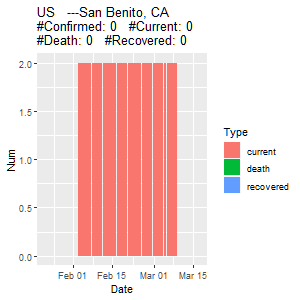 US   ---San Benito, CA
#Confirmed: 0   #Current: 0
#Death: 0   #Recovered: 0
2.0
1.5
1.0
0.5
0.0
Num
Feb 01
Feb 15
Mar 01
Mar 15
Date
Type
current
death
recovered